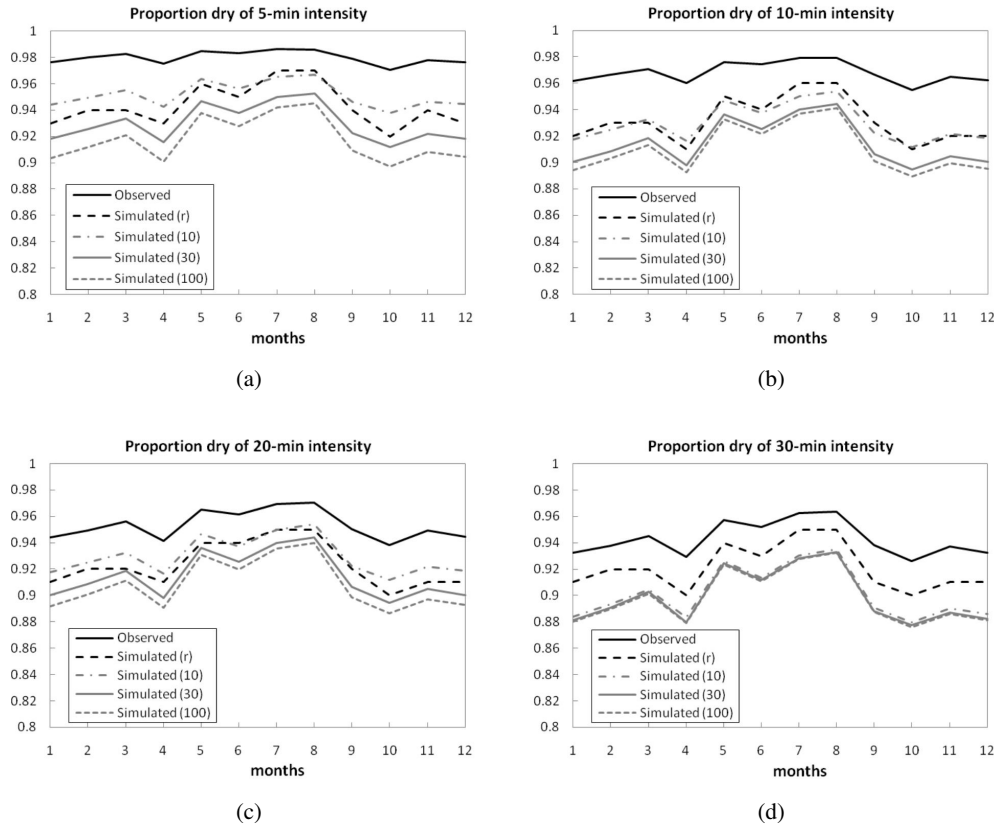 Proportion dry of 5-min intensity
1
0.98
0.96
0.94
0.92
0.9
0.88
0.86
0.84
0.82
0.8
Observed
Simulated (r)
Simulated (10)
Simulated (30)
Simulated (100)
1 2 3 4 5 6 7 8 9 10 11 12
months
(a)
Proportion dry of 10-min intensity
1
0.98
0.96
0.94
0.92
0.9
0.88
0.86
0.84
0.82
0.8
Observed
Simulated (r)
Simulated (10)
Simulated (30)
Simulated (100)
1 2 3 4 5 6 7 8 9 10 11 12
months
(b)
Proportion dry of 20-min intensity
1
0.98
0.96
0.94
0.92
0.9
0.88
0.86
0.84
0.82
0.8
Observed
Simulated (r)
Simulated (10)
Simulated (30)
Simulated (100)
1 2 3 4 5 6 7 8 9 10 11 12
months
(c)
Proportion dry of 30-min intensity
1
0.98
0.96
0.94
0.92
0.9
0.88
0.86
0.84
0.82
0.8
Observed
Simulated (r)
Simulated (10)
Simulated (30)
Simulated (100)
1 2 3 4 5 6 7 8 9 10 11 12
months
(d)